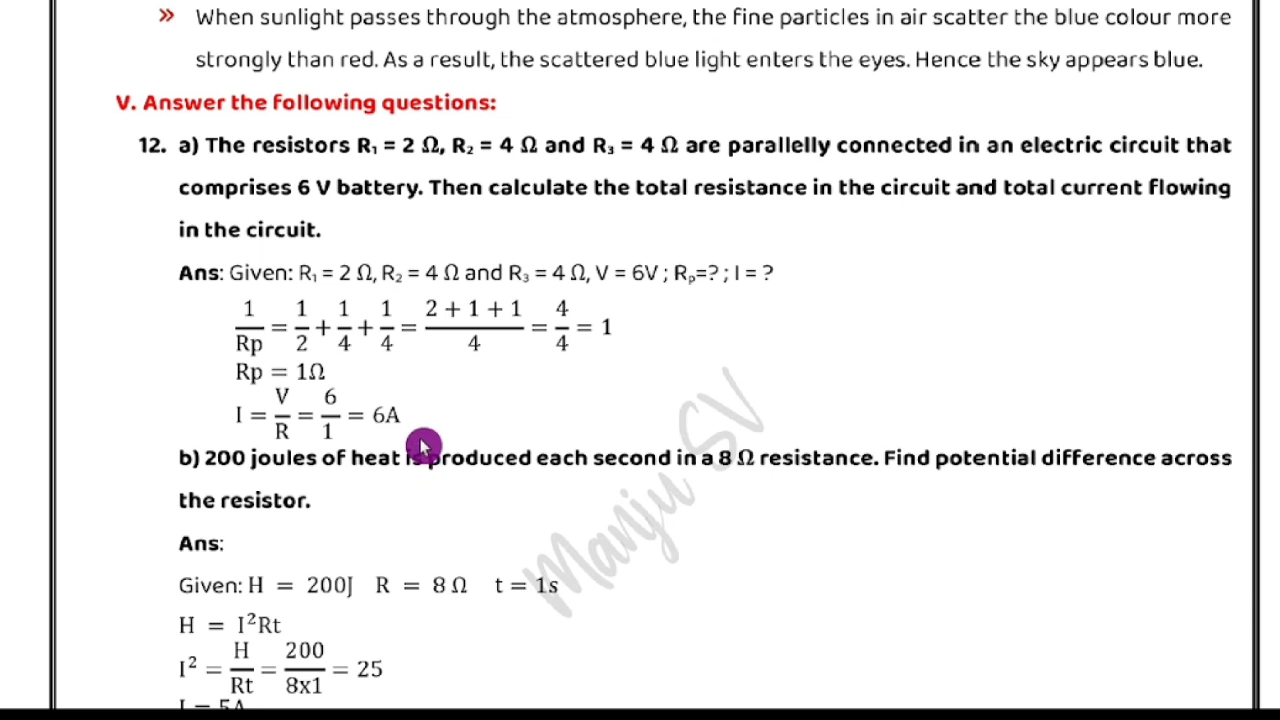 » When sunlight passes through the atmosphere, the fine particles in air scatter the blue colour more
strongly than red. As a result, the scattered blue light enters the eyes. Hence the sky appears blue.
V. Answer the following questions:
12. a) The resistors R₁ = 2 Ω, R₂ = 4 Ω and R₃ = 4 Ω are parallelly connected in an electric circuit that
comprises 6 V battery. Then calculate the total resistance in the circuit and total current flowing
in the circuit.
Ans: Given: R₁ = 2 Ω, R₂ = 4 Ω and R₃ = 4 Ω, V = 6V ; Rₚ=? ; I = ?
1/Rp = 1/2 + 1/4 + 1/4 = (2 + 1 + 1)/4 = 4/4 = 1
Rp = 1Ω
I = V/R = 6/1 = 6A
b) 200 joules of heat is produced each second in a 8 Ω resistance. Find potential difference across
the resistor.
Ans:
Given: H = 200J R = 8 Ω t = 1s
H = I²Rt
I² = H/Rt = 200/8x1 = 25
I = 5A
Manju SV